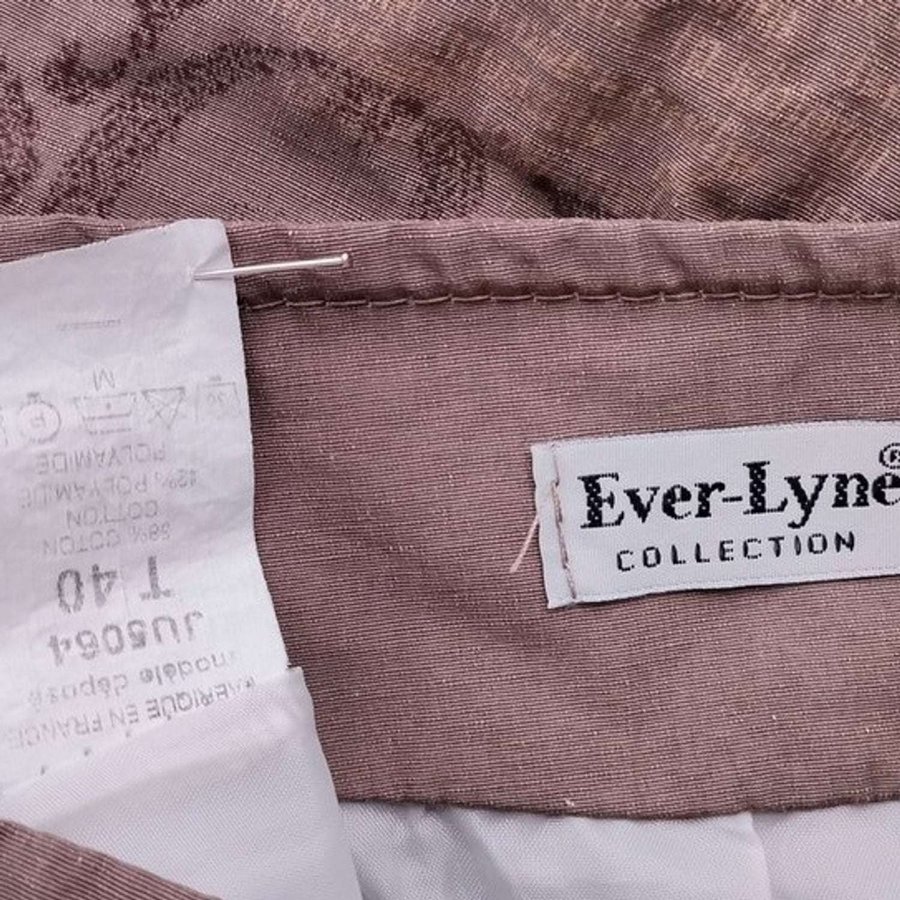 Ever-Lyne®
COLLECTION
FABRIQUE EN FRANCE
modèle déposé
JU5064
T 40
58% COTON
COTTON
42% POLYAMIDE
POLYAMIDE
M